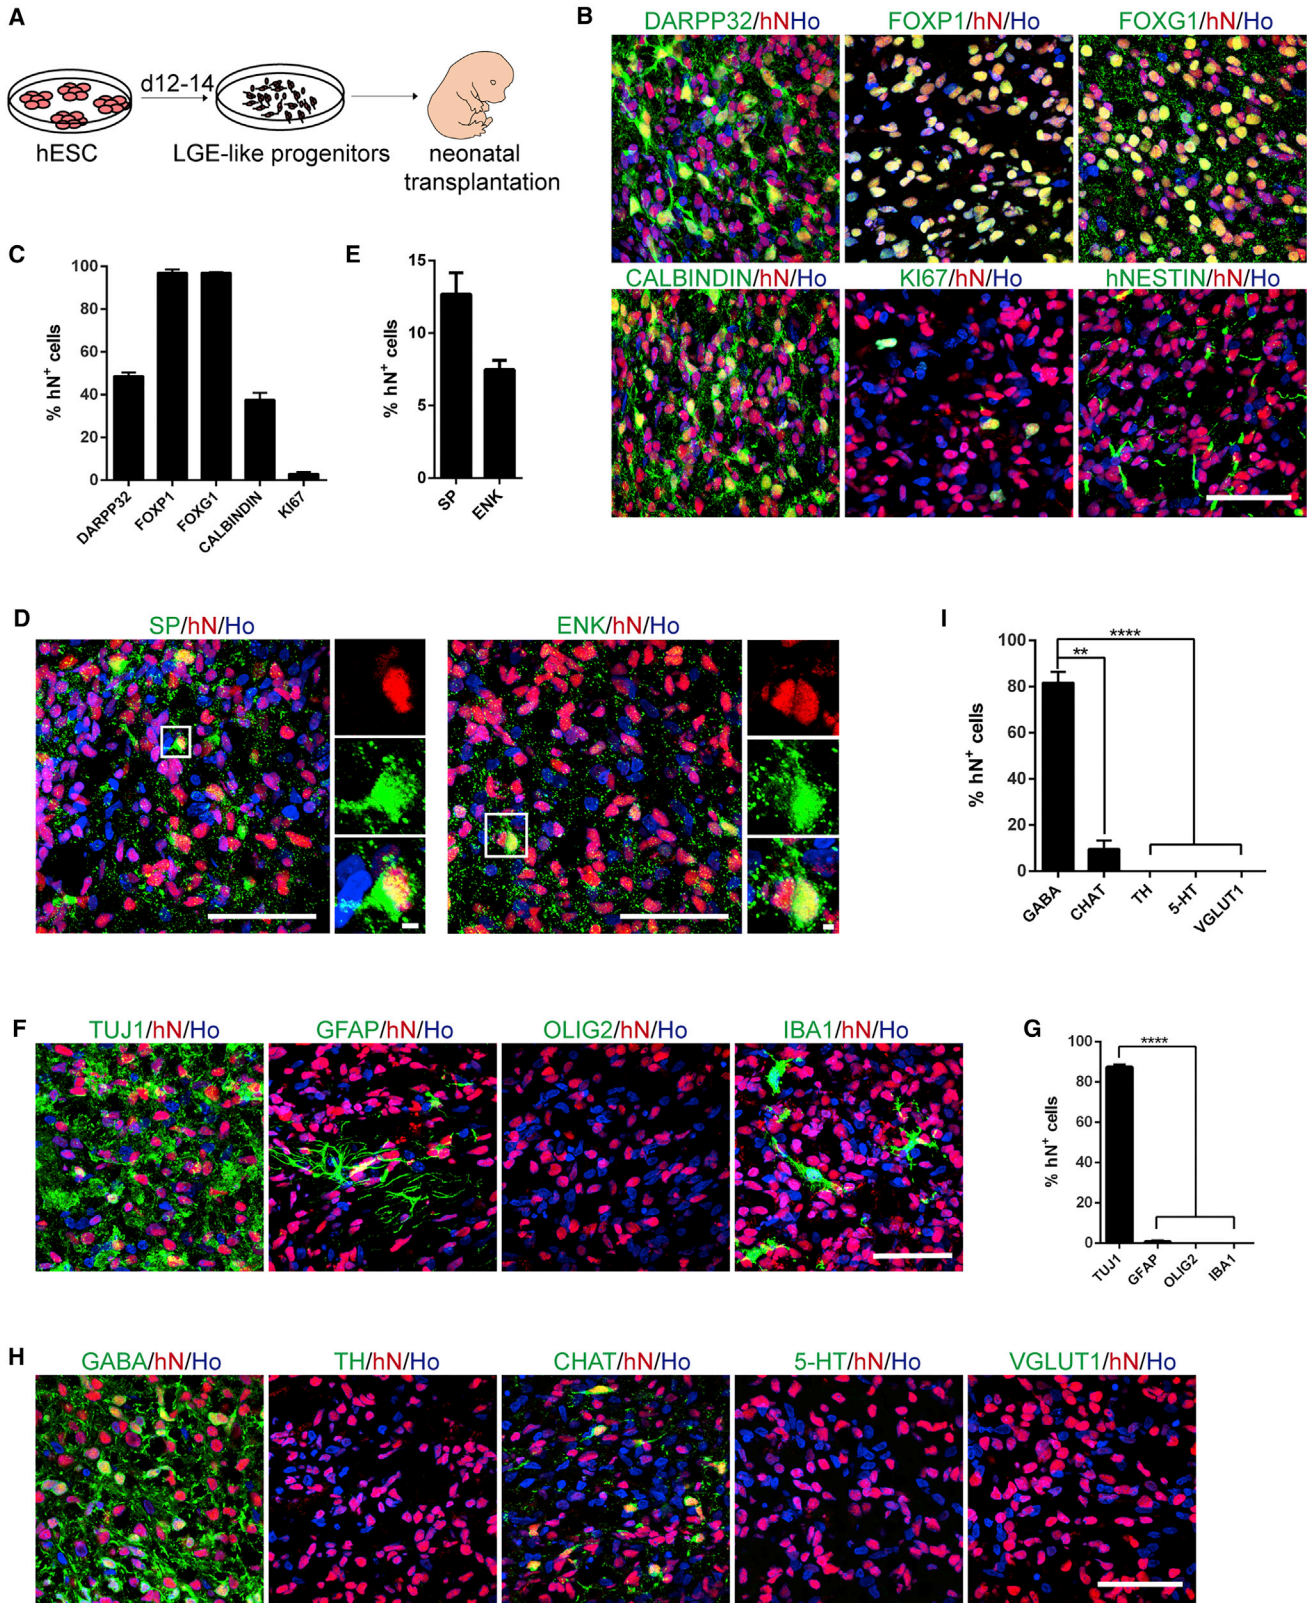 A
hESC
d12-14
LGE-like progenitors
neonatal
transplantation
B
DARPP32/hNHo
FOXP1/hN/Ho
FOXG1/hN/Ho
CALBINDIN/hN/Ho
KI67/hN/Ho
hNESTIN/hN/Ho
C
% hN+ cells
100
80
60
40
20
0
DARPP32
FOXP1
FOXG1
CALBINDIN
KI67
E
% hN+ cells
15
10
5
0
SP
ENK
D
SP/hN/Ho
ENK/hN/Ho
I
% hN+ cells
100
80
60
40
20
0
****
**
GABA
CHAT
TH
5-HT
VGLUT1
F
TUJ1/hN/Ho
GFAP/hN/Ho
OLIG2/hN/Ho
IBA1/hN/Ho
G
% hN+ cells
100
80
60
40
20
0
****
TUJ1
GFAP
OLIG2
IBA1
H
GABA/hN/Ho
TH/hN/Ho
CHAT/hN/Ho
5-HT/hN/Ho
VGLUT1/hN/Ho